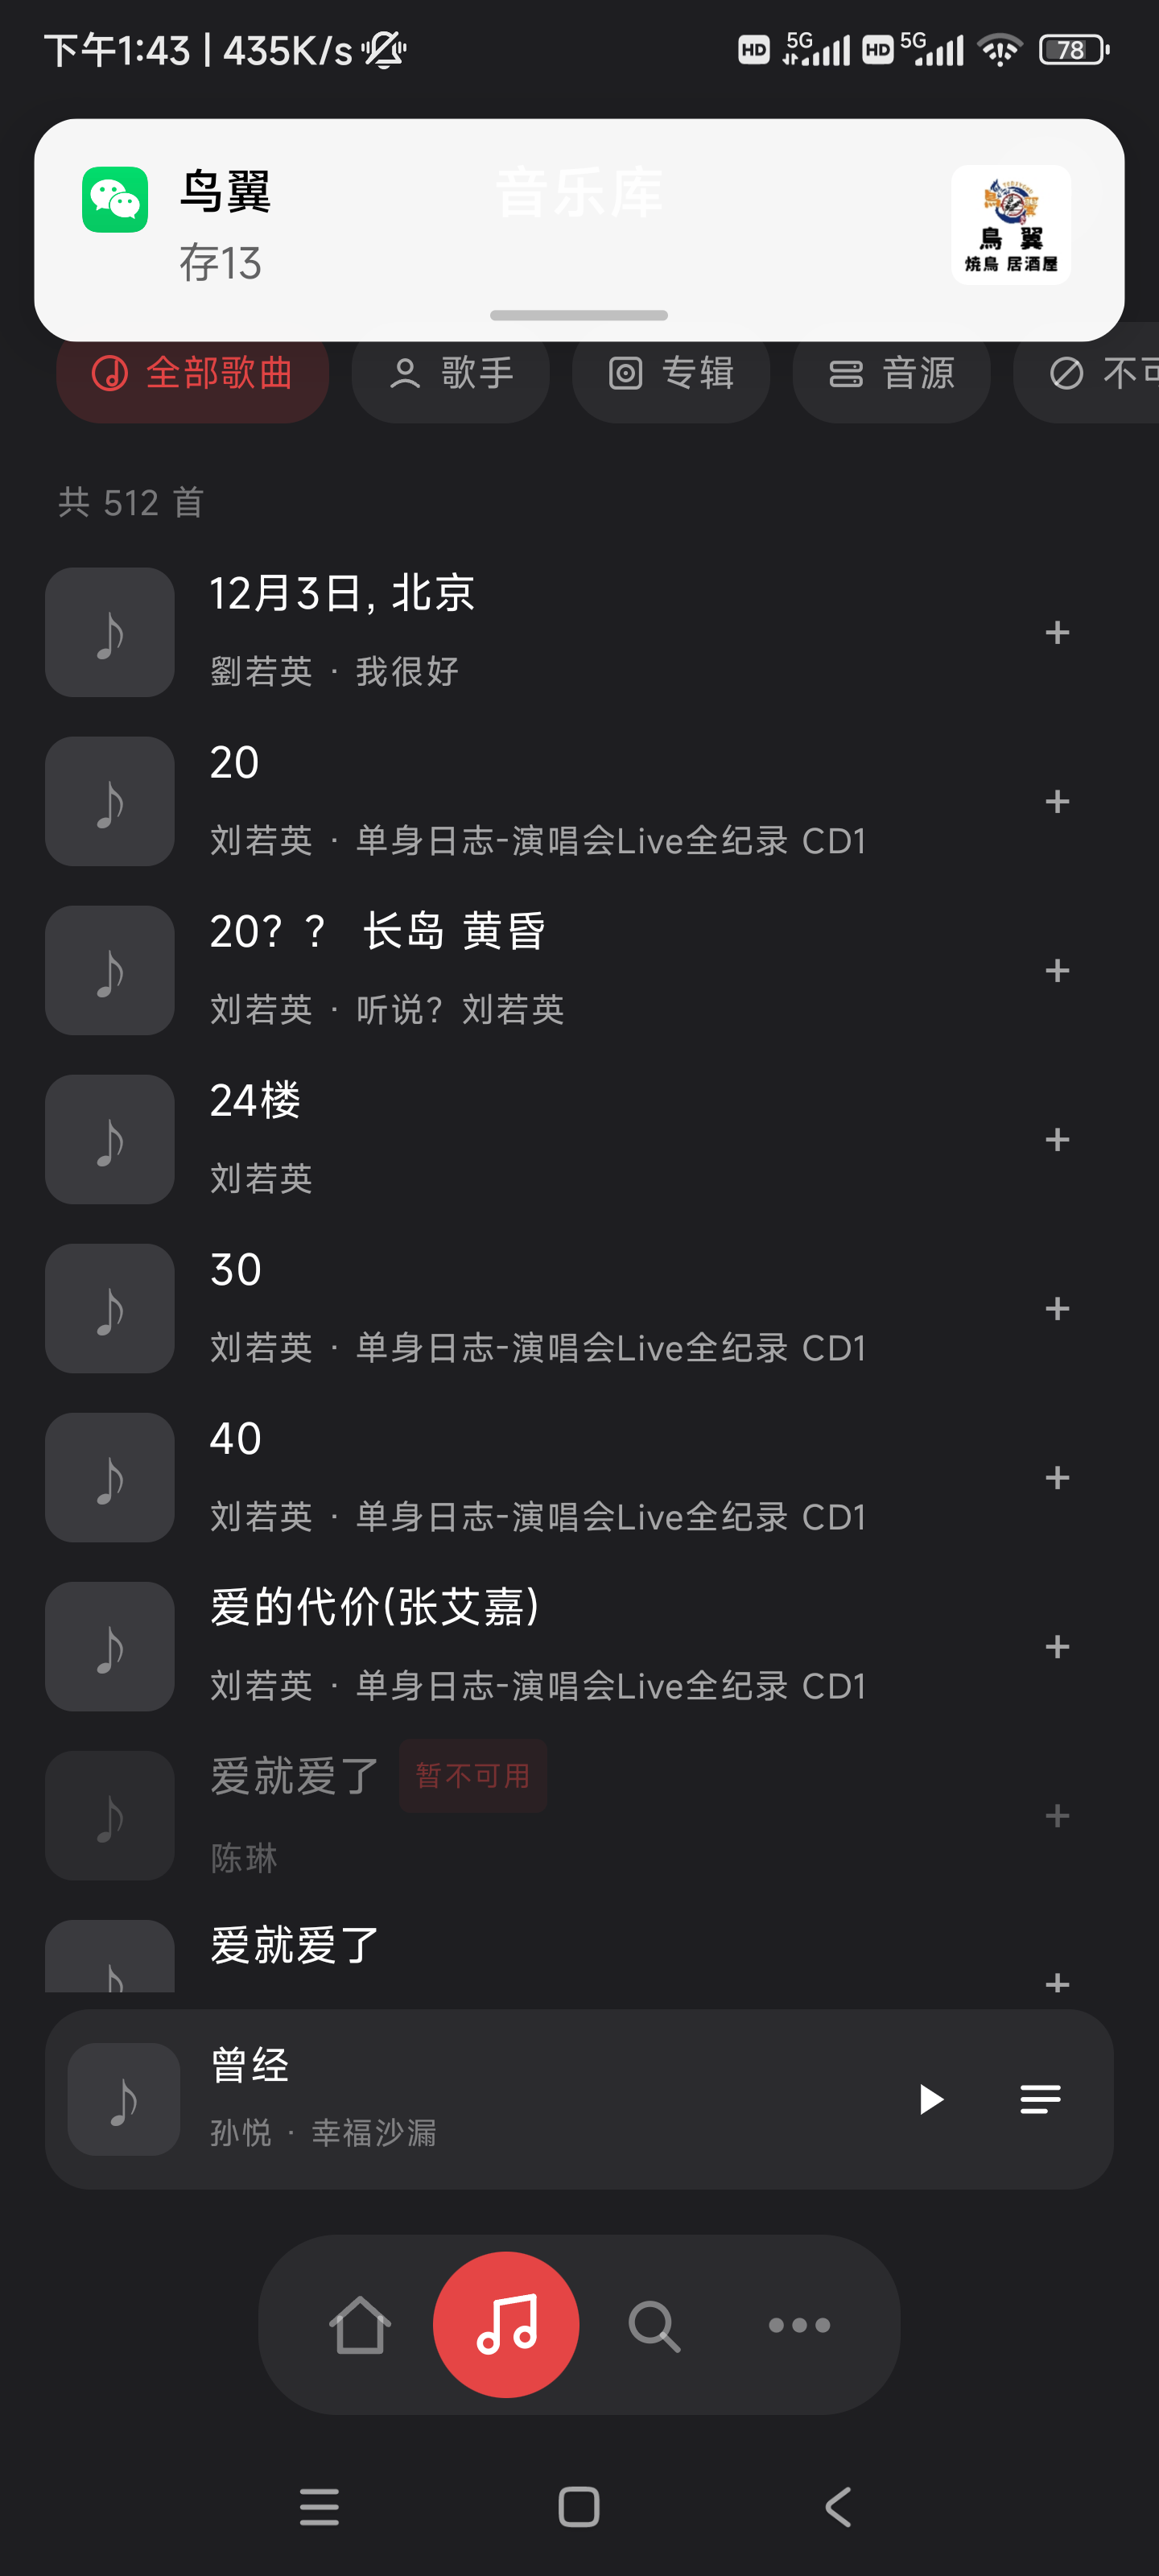 下午1:43 | 435K/s HD 5G HD 5G 78
鸟翼
音乐库
存13
鳥 翼
焼鳥 居酒屋
全部歌曲 歌手 专辑 音源 不可
共 512 首
12月3日, 北京
劉若英 · 我很好
20
刘若英 · 单身日志-演唱会Live全纪录 CD1
20? ? 长岛 黄昏
刘若英 · 听说? 刘若英
24楼
刘若英
30
刘若英 · 单身日志-演唱会Live全纪录 CD1
40
刘若英 · 单身日志-演唱会Live全纪录 CD1
爱的代价(张艾嘉)
刘若英 · 单身日志-演唱会Live全纪录 CD1
爱就爱了 暂不可用
陈琳
爱就爱了
曾经
孙悦 · 幸福沙漏